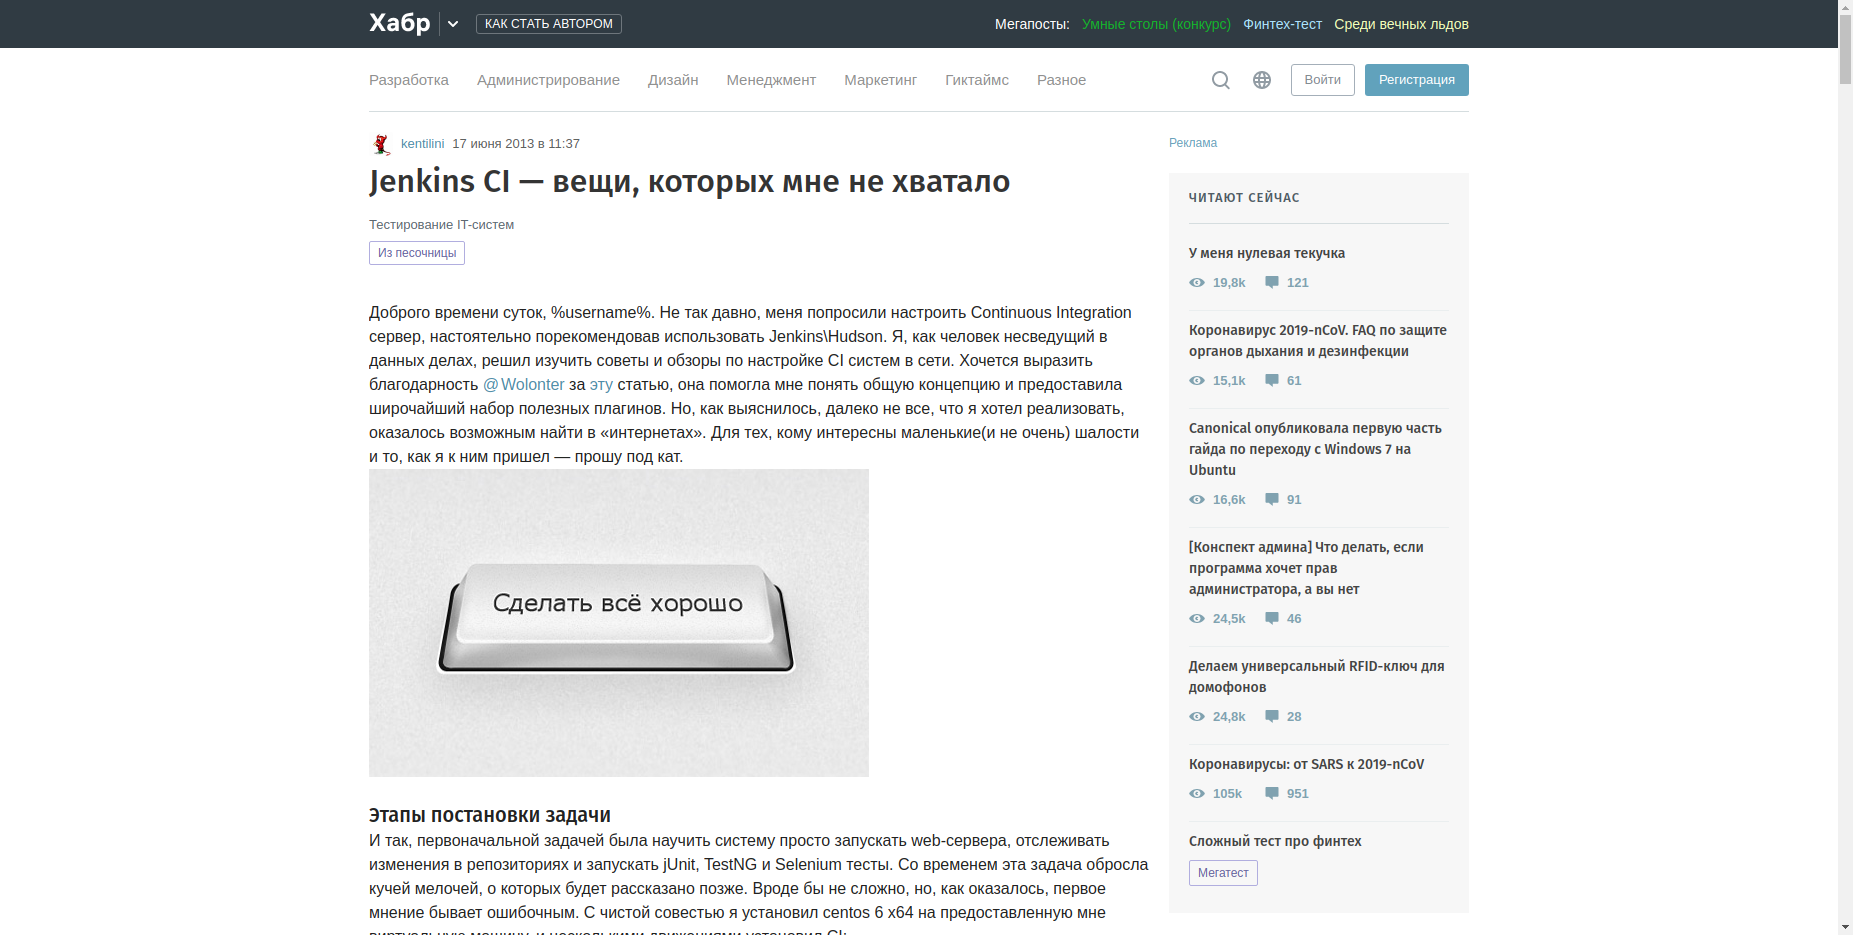 Хабр
КАК СТАТЬ АВТОРОМ
Мегапосты: Умные столы (конкурс) Финтех-тест Среди вечных льдов
Разработка Администрирование Дизайн Менеджмент Маркетинг Гиктаймс Разное
Войти Регистрация
kentilini 17 июня 2013 в 11:37
Jenkins CI — вещи, которых мне не хватало
Тестирование IT-систем
Из песочницы
Доброго времени суток, %username%. Не так давно, меня попросили настроить Continuous Integration
сервер, настоятельно порекомендовав использовать Jenkins\Hudson. Я, как человек несведущий в
данных делах, решил изучить советы и обзоры по настройке CI систем в сети. Хочется выразить
благодарность @Wolonter за эту статью, она помогла мне понять общую концепцию и предоставила
широчайший набор полезных плагинов. Но, как выяснилось, далеко не все, что я хотел реализовать,
оказалось возможным найти в «интернетах». Для тех, кому интересны маленькие(и не очень) шалости
и то, как я к ним пришел — прошу под кат.
Сделать всё хорошо
Этапы постановки задачи
И так, первоначальной задачей была научить систему просто запускать web-сервера, отслеживать
изменения в репозиториях и запускать jUnit, TestNG и Selenium тесты. Со временем эта задача обросла
кучей мелочей, о которых будет рассказано позже. Вроде бы не сложно, но, как оказалось, первое
мнение бывает ошибочным. С чистой совестью я установил centos 6 x64 на предоставленную мне
виртуальную машину, и несколькими движениями установил CI:
Реклама
ЧИТАЮТ СЕЙЧАС
У меня нулевая текучка
19,8k 121
Коронавирус 2019-nCoV. FAQ по защите
органов дыхания и дезинфекции
15,1k 61
Canonical опубликовала первую часть
гайда по переходу с Windows 7 на
Ubuntu
16,6k 91
[Конспект админа] Что делать, если
программа хочет прав
администратора, а вы нет
24,5k 46
Делаем универсальный RFID-ключ для
домофонов
24,8k 28
Коронавирусы: от SARS к 2019-nCoV
105k 951
Сложный тест про финтех
Мегатест